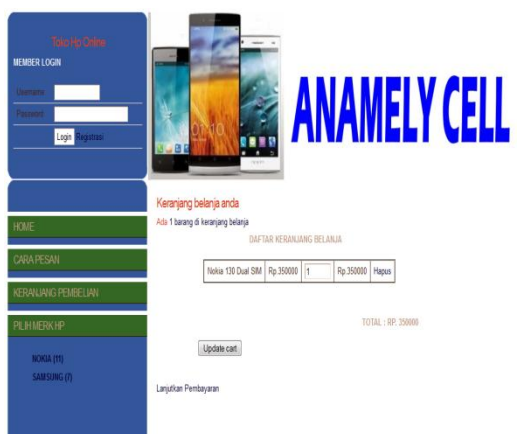 Toko Hp Online
MEMBER LOGIN
Username
Password
Login Registrasi
01:10
ANAMELY CELL
HOME
CARA PESAN
KERANJANG PEMBELIAN
PILIH MERK HP
NOKIA (11)
SAMSUNG (7)
Keranjang belanja anda
Ada 1 barang di keranjang belanja
DAFTAR KERANJANG BELANJA
Nokia 130 Dual SIM Rp.350000 1 Rp.350000 Hapus
TOTAL : RP. 350000
Update cart
Lanjutkan Pembayaran